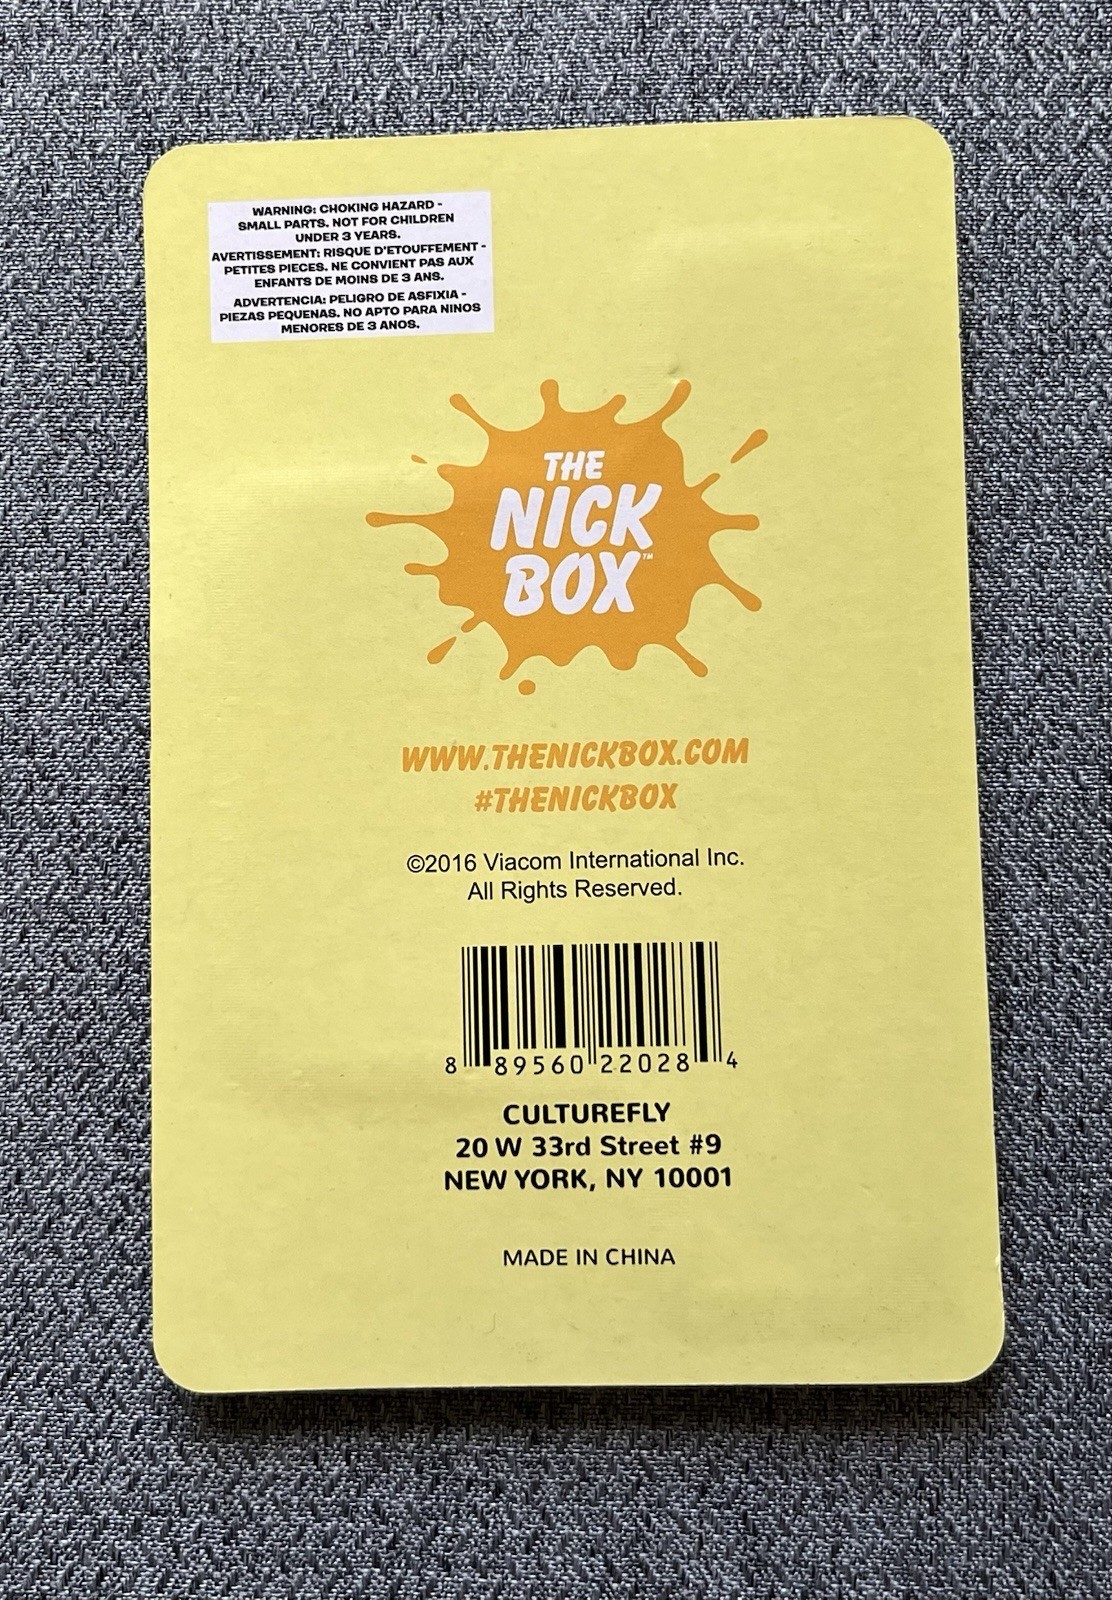 WARNING: CHOKING HAZARD -
SMALL PARTS. NOT FOR CHILDREN
UNDER 3 YEARS.
AVERTISSEMENT: RISQUE D'ETOUFFEMENT -
PETITES PIECES. NE CONVIENT PAS AUX
ENFANTS DE MOINS DE 3 ANS.
ADVERTENCIA: PELIGRO DE ASFIXIA -
PIEZAS PEQUENAS. NO APTO PARA NINOS
MENORES DE 3 ANOS.
THE
NICK
BOX™
WWW.THENICKBOX.COM
#THENICKBOX
©2016 Viacom International Inc.
All Rights Reserved.
8 89560 22028 4
CULTUREFLY
20 W 33rd Street #9
NEW YORK, NY 10001
MADE IN CHINA